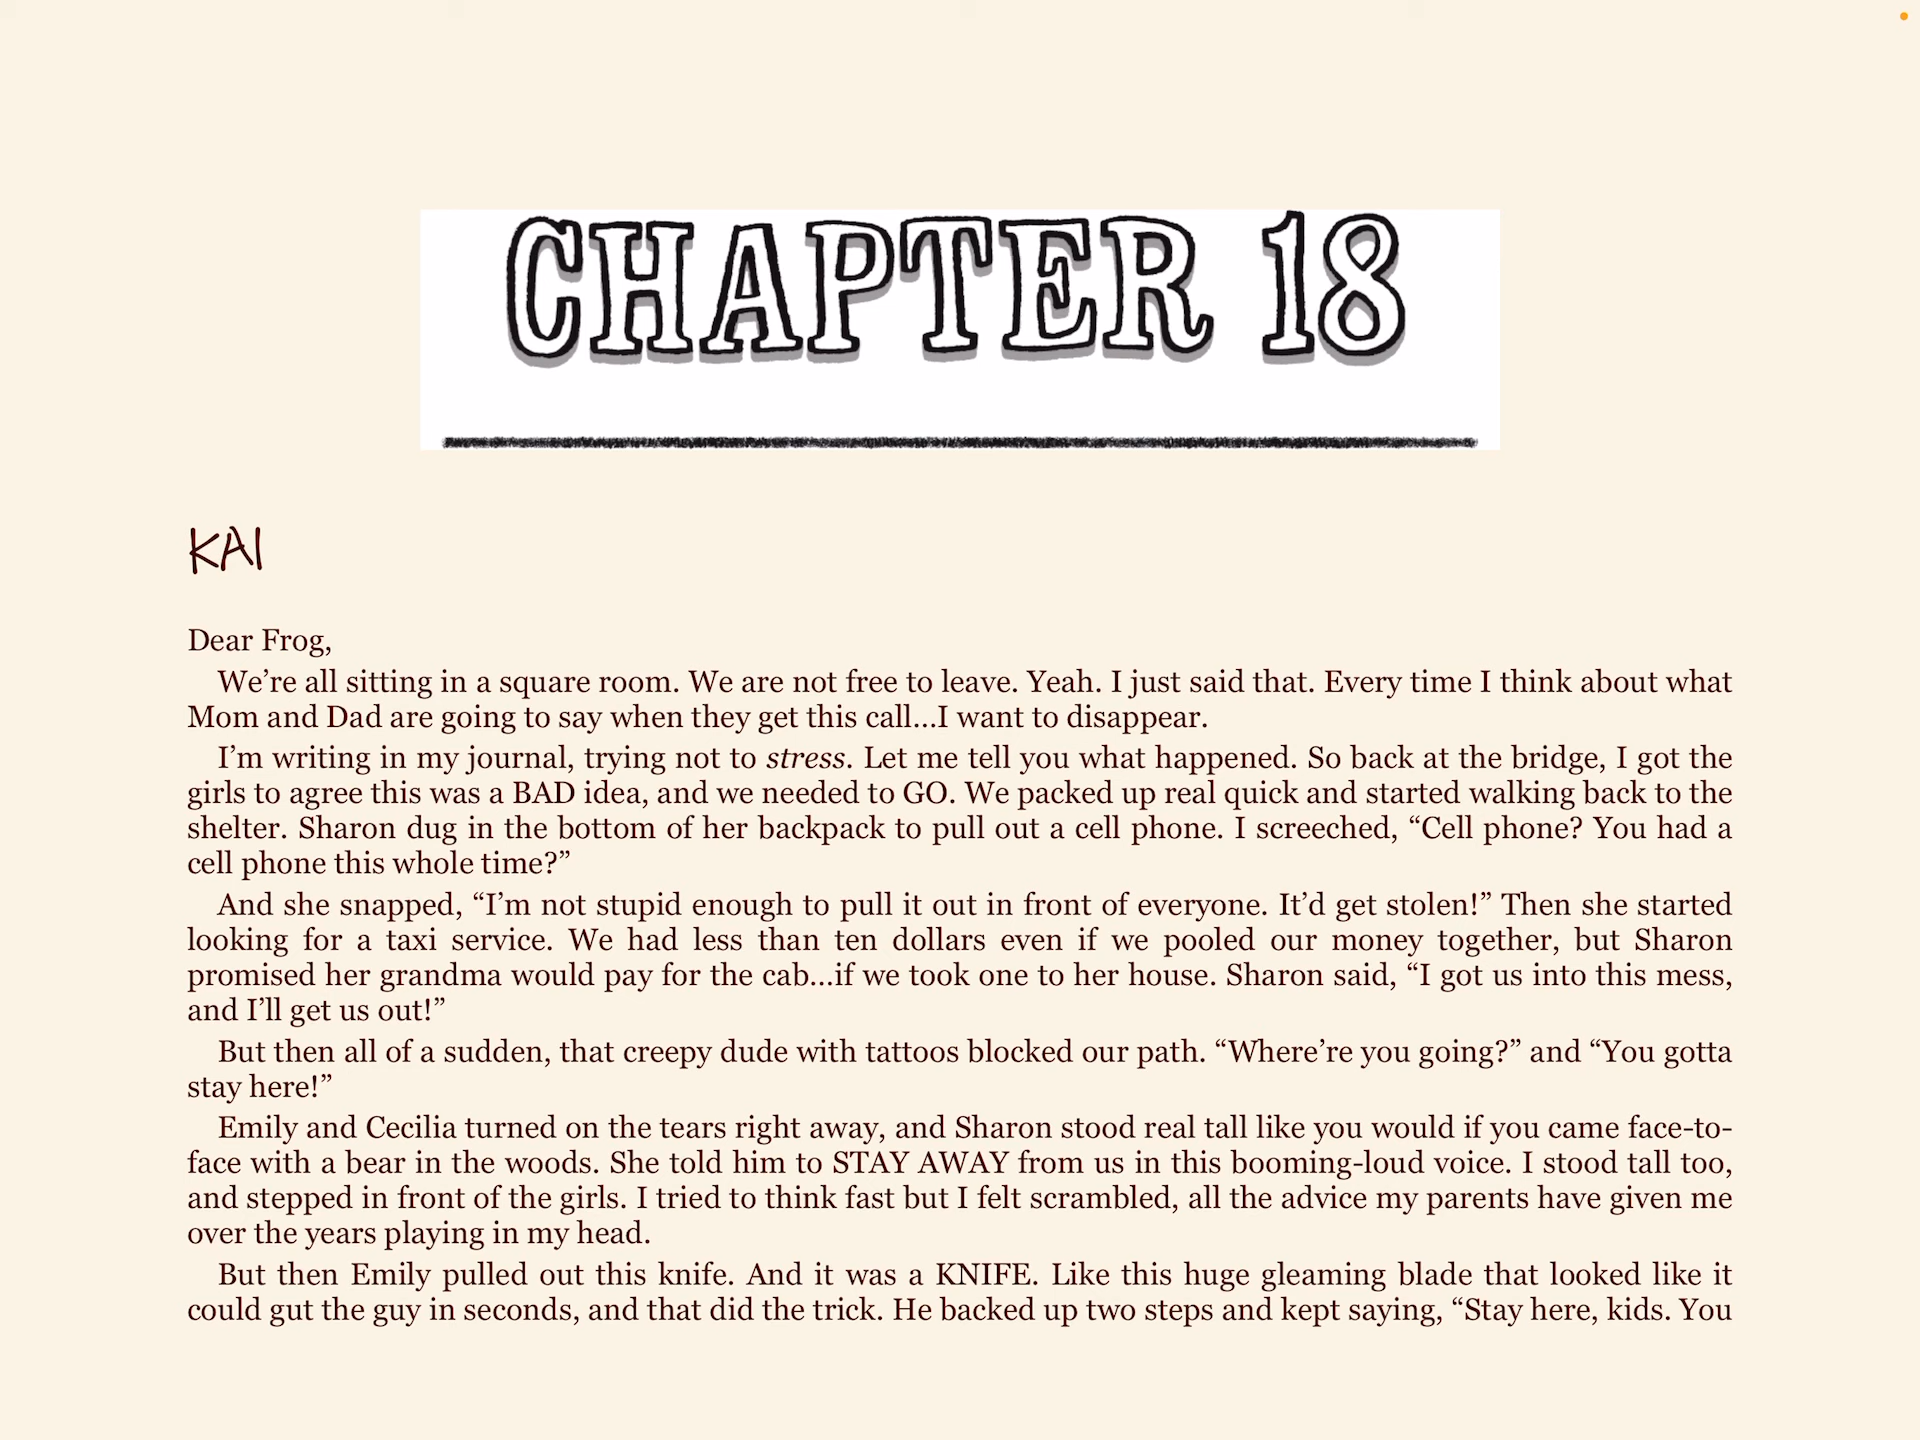 CHAPTER 18
KAI
Dear Frog,
We’re all sitting in a square room. We are not free to leave. Yeah. I just said that. Every time I think about what
Mom and Dad are going to say when they get this call...I want to disappear.
I’m writing in my journal, trying not to stress. Let me tell you what happened. So back at the bridge, I got the
girls to agree this was a BAD idea, and we needed to GO. We packed up real quick and started walking back to the
shelter. Sharon dug in the bottom of her backpack to pull out a cell phone. I screeched, “Cell phone? You had a
cell phone this whole time?”
And she snapped, “I’m not stupid enough to pull it out in front of everyone. It’d get stolen!” Then she started
looking for a taxi service. We had less than ten dollars even if we pooled our money together, but Sharon
promised her grandma would pay for the cab...if we took one to her house. Sharon said, “I got us into this mess,
and I’ll get us out!”
But then all of a sudden, that creepy dude with tattoos blocked our path. “Where’re you going?” and “You gotta
stay here!”
Emily and Cecilia turned on the tears right away, and Sharon stood real tall like you would if you came face-to-
face with a bear in the woods. She told him to STAY AWAY from us in this booming-loud voice. I stood tall too,
and stepped in front of the girls. I tried to think fast but I felt scrambled, all the advice my parents have given me
over the years playing in my head.
But then Emily pulled out this knife. And it was a KNIFE. Like this huge gleaming blade that looked like it
could gut the guy in seconds, and that did the trick. He backed up two steps and kept saying, “Stay here, kids. You